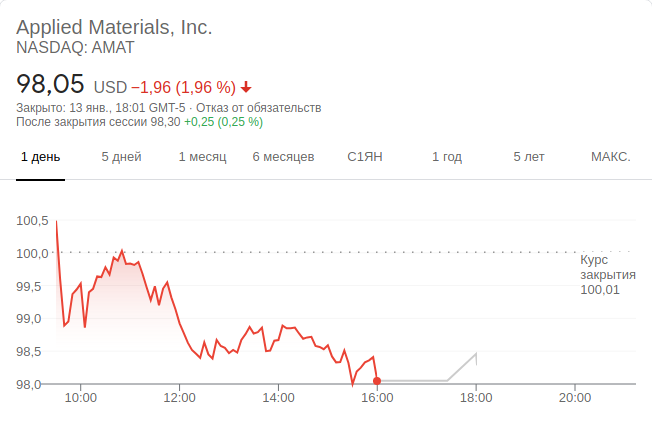 Applied Materials, Inc.
NASDAQ: AMAT
98,05 USD −1,96 (1,96 %)
Закрыто: 13 янв., 18:01 GMT-5 · Отказ от обязательств
После закрытия сессии 98,30 +0,25 (0,25 %)
1 день 5 дней 1 месяц 6 месяцев С1ЯН 1 год 5 лет МАКС.
100,5
100,0
Курс
закрытия
100,01
99,5
99,0
98,5
98,0
10:00 12:00 14:00 16:00 18:00 20:00